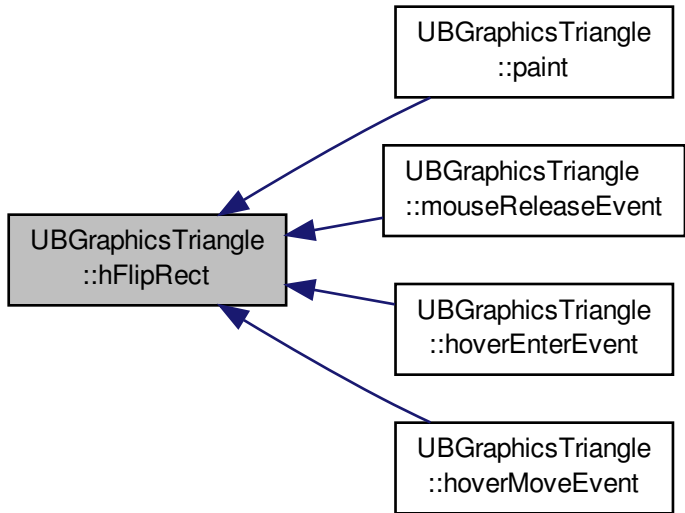 UBGraphicsTriangle
::paint
UBGraphicsTriangle
::mouseReleaseEvent
UBGraphicsTriangle
::hFlipRect
UBGraphicsTriangle
::hoverEnterEvent
UBGraphicsTriangle
::hoverMoveEvent